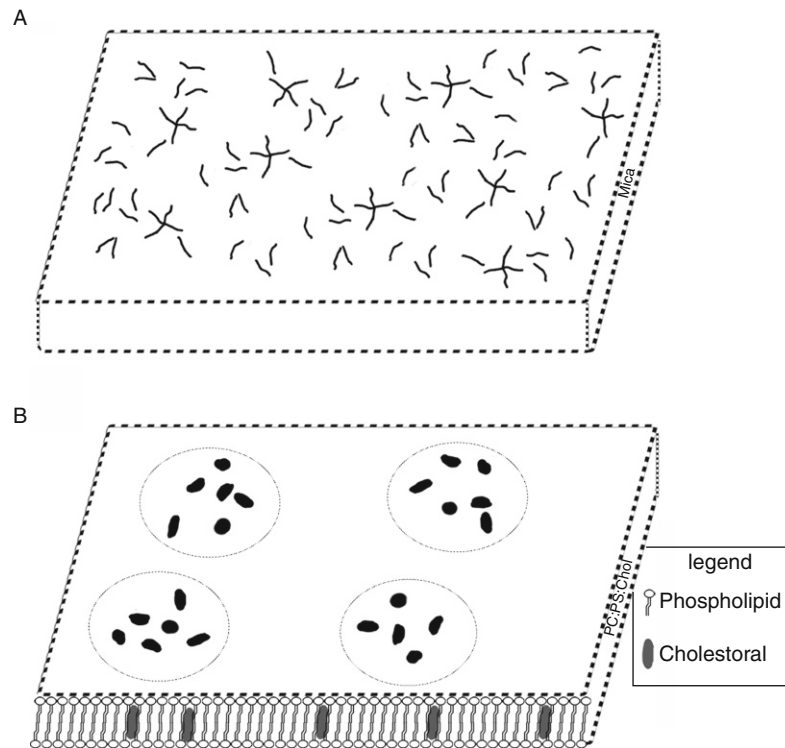 A
Mica
B
PC:PS:Chol
legend
Phospholipid
Cholestoral